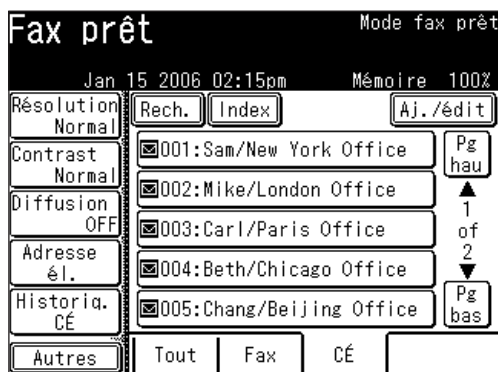 Fax prêt
Mode fax prêt
Jan 15 2006 02:15pm Mémoire 100%
Résolution
Normal
Rech. Index Aj./édit
Contrast
Normal
001:Sam/New York Office
Pg
hau
002:Mike/London Office
Diffusion
OFF
1
of
2
003:Carl/Paris Office
Adresse
él.
004:Beth/Chicago Office
Historiq.
CÉ
005:Chang/Beijing Office
Pg
bas
Autres Tout Fax CÉ